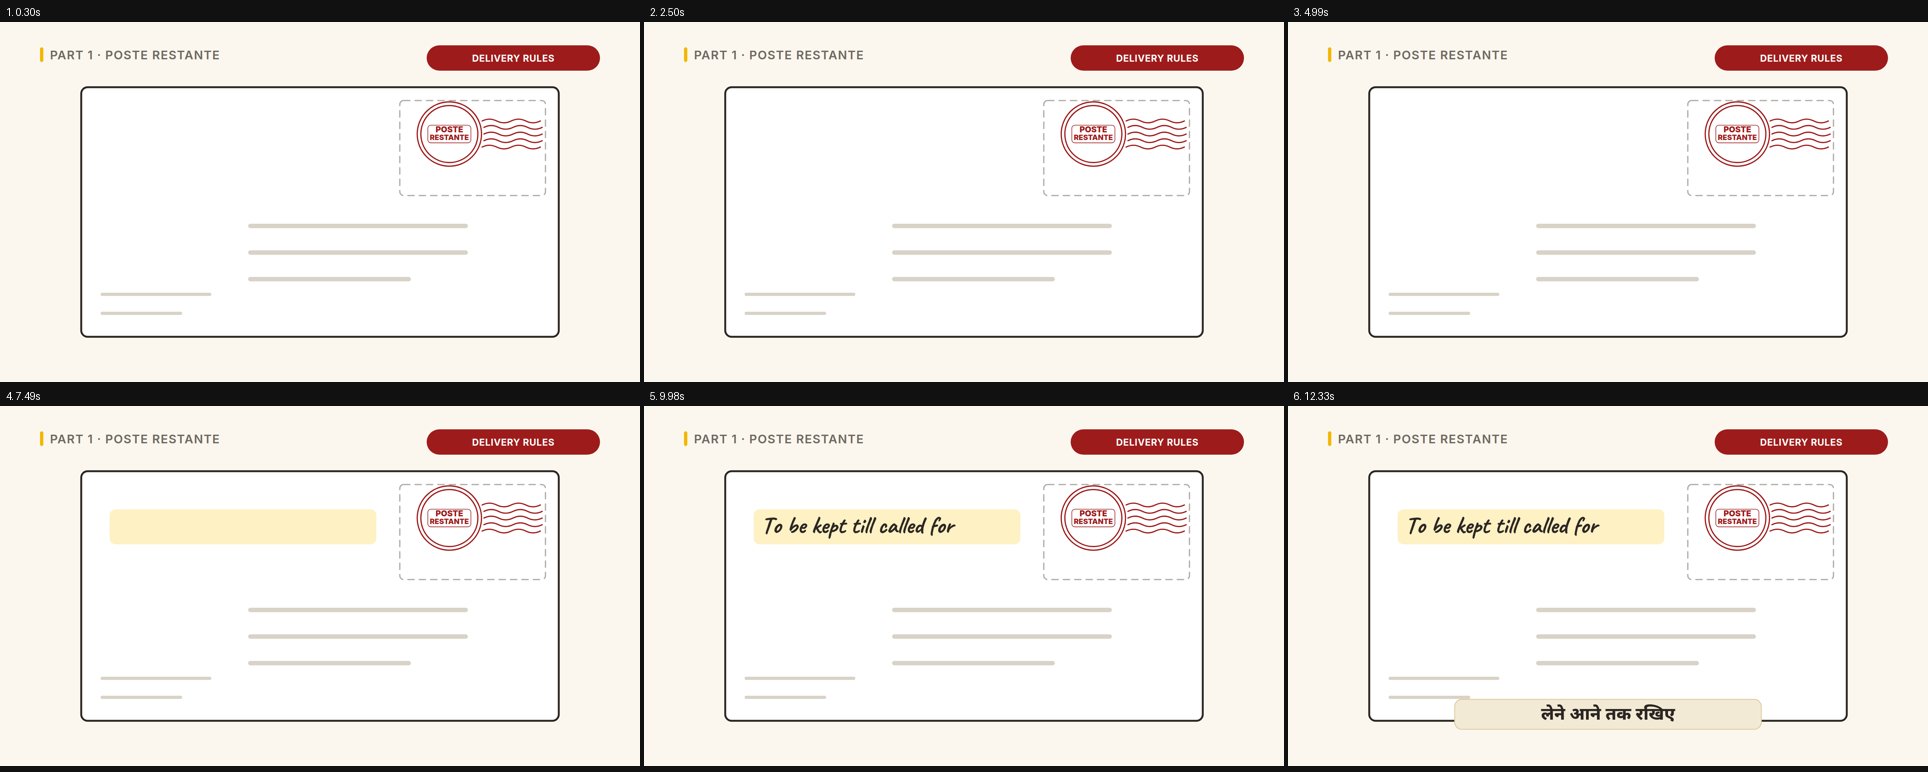 1. 0.30s
PART 1 · POSTE RESTANTE
DELIVERY RULES
POSTE
RESTANTE
2. 2.50s
PART 1 · POSTE RESTANTE
DELIVERY RULES
POSTE
RESTANTE
3. 4.99s
PART 1 · POSTE RESTANTE
DELIVERY RULES
POSTE
RESTANTE
4. 7.49s
PART 1 · POSTE RESTANTE
DELIVERY RULES
POSTE
RESTANTE
5. 9.98s
PART 1 · POSTE RESTANTE
DELIVERY RULES
To be kept till called for
POSTE
RESTANTE
6. 12.33s
PART 1 · POSTE RESTANTE
DELIVERY RULES
To be kept till called for
POSTE
RESTANTE
लेने आने तक रखिए